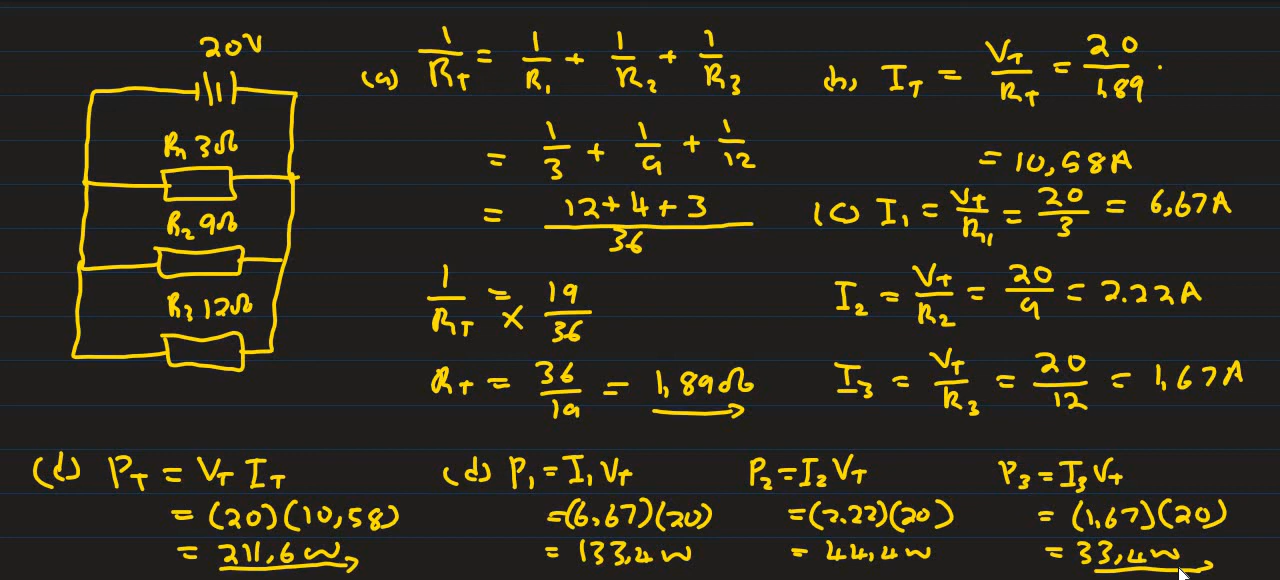 20V
R1 3Ω
R2 9Ω
R3 12Ω
(a) 1/RT = 1/R1 + 1/R2 + 1/R3
= 1/3 + 1/9 + 1/12
= (12+4+3)/36
1/RT = × 19/36
RT = 36/19 = 1,89Ω
(b) IT = VT/RT = 20/1,89
= 10,58A
(c) I1 = VT/R1 = 20/3 = 6,67A
I2 = VT/R2 = 20/9 = 2.22A
I3 = VT/R3 = 20/12 = 1,67A
(d) PT = VT IT
= (20)(10,58)
= 211,6W
(d) P1 = I1 VT
=(6,67)(20)
= 133,4W
P2 = I2 VT
=(2.22)(20)
= 44,4W
P3 = I3 VT
= (1,67)(20)
= 33,4W